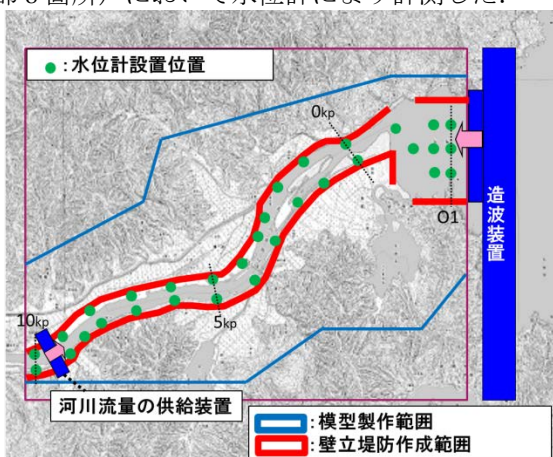 箇所）において水位計により計測した.
：水位計設置位置
0kp
造波装置
O1
5kp
10kp
河川流量の供給装置
：模型製作範囲
：壁立堤防作成範囲